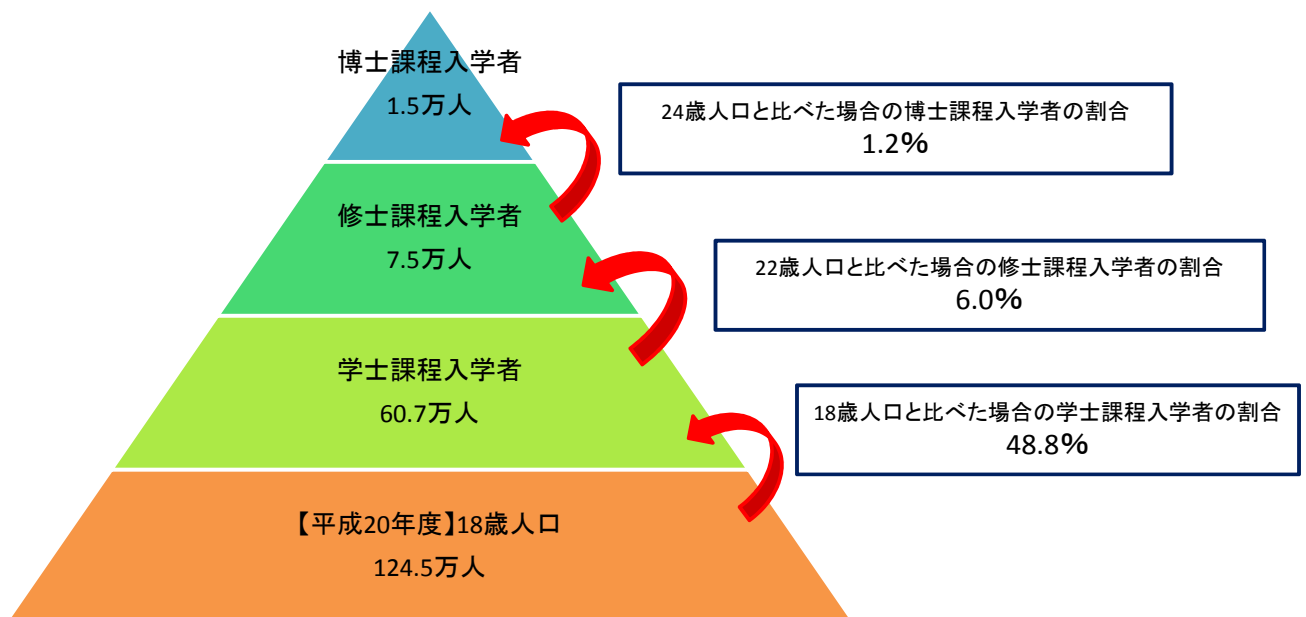 博士課程入学者
1.5万人
24歳人口と比べた場合の博士課程入学者の割合
1.2%
修士課程入学者
7.5万人
22歳人口と比べた場合の修士課程入学者の割合
6.0%
学士課程入学者
60.7万人
18歳人口と比べた場合の学士課程入学者の割合
48.8%
【平成20年度】18歳人口
124.5万人